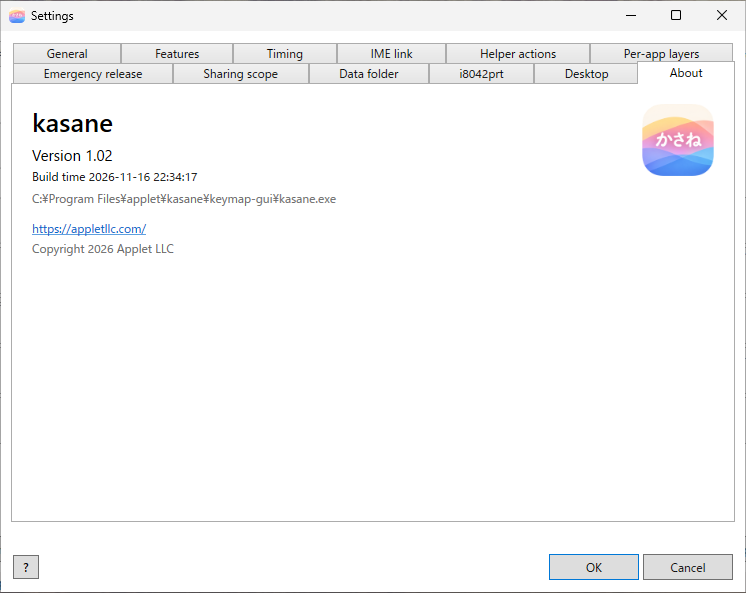 Settings
General Features Timing IME link Helper actions Per-app layers
Emergency release Sharing scope Data folder i8042prt Desktop About
kasane
かさね
Version 1.02
Build time 2026-11-16 22:34:17
C:¥Program Files¥applet¥kasane¥keymap-gui¥kasane.exe
https://appletllc.com/
Copyright 2026 Applet LLC
? OK Cancel